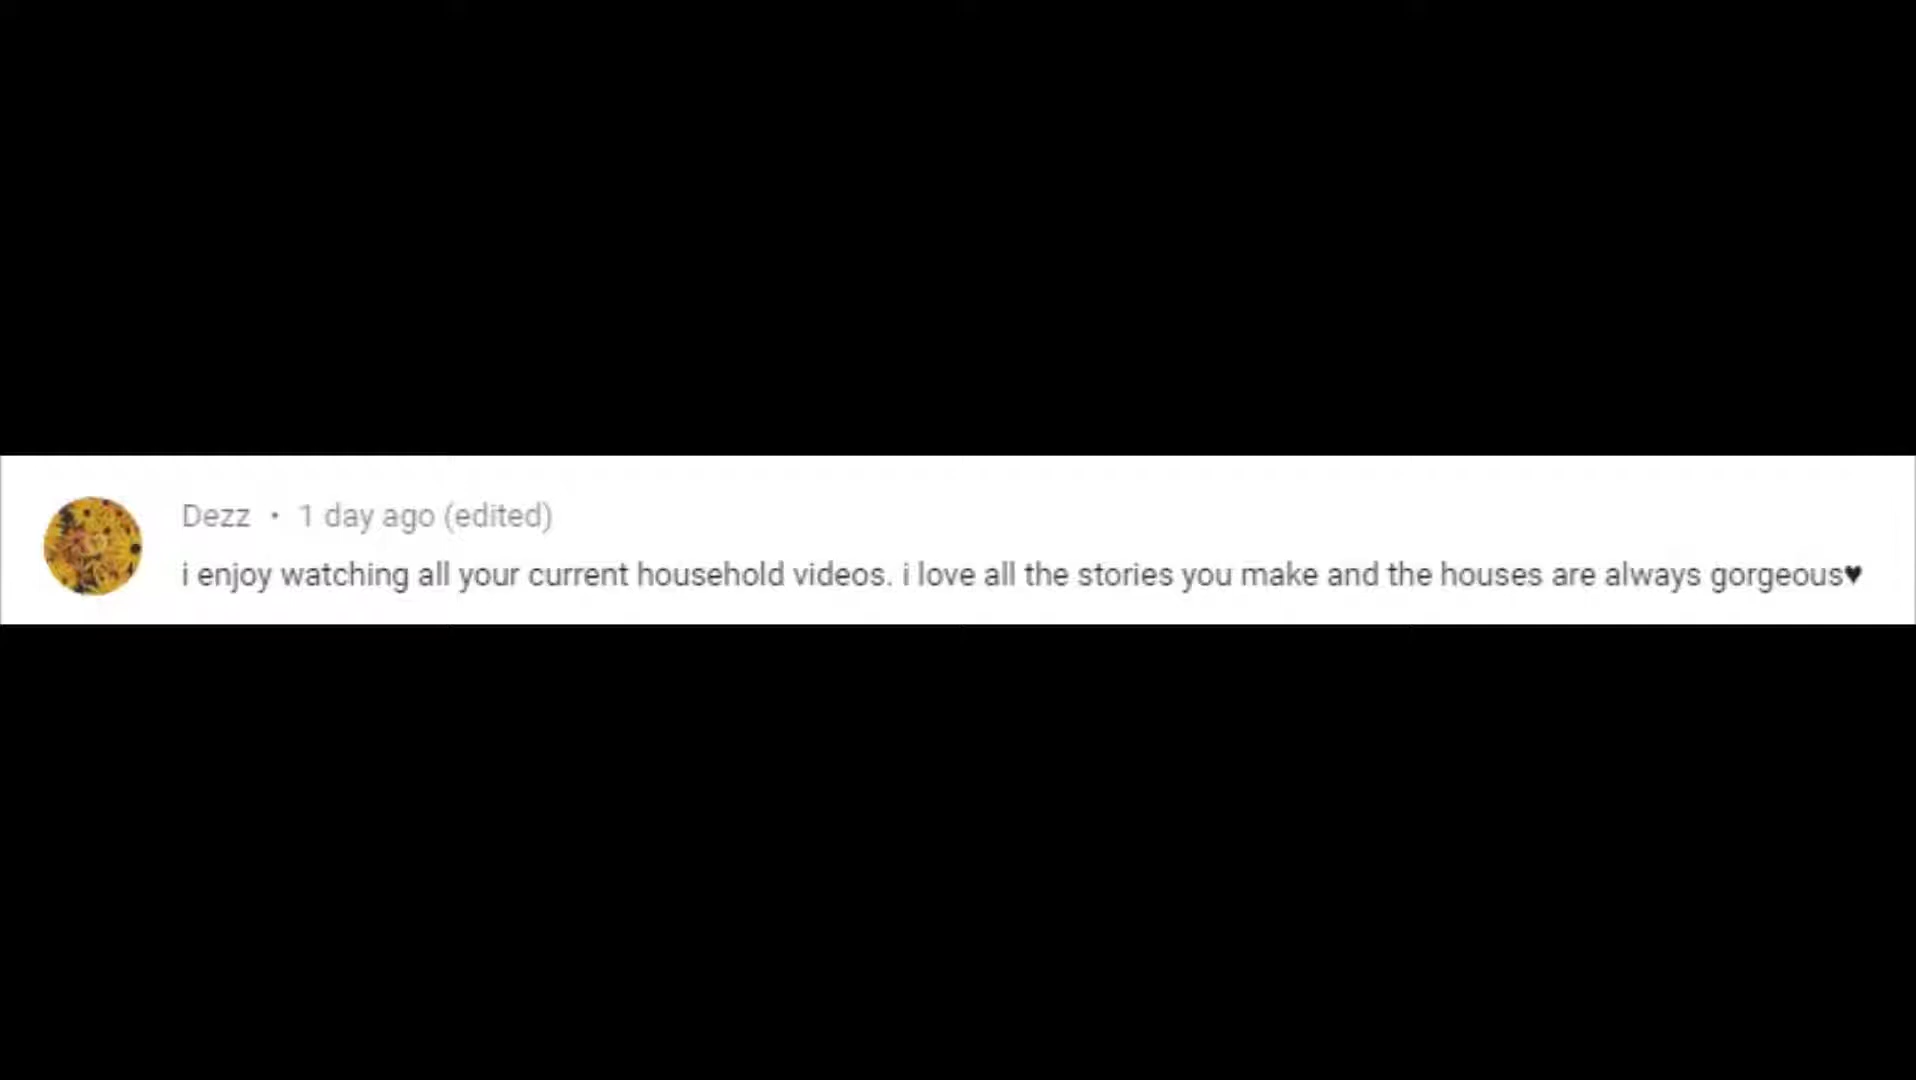 Dezz • 1 day ago (edited)
i enjoy watching all your current household videos. i love all the stories you make and the houses are always gorgeous♥